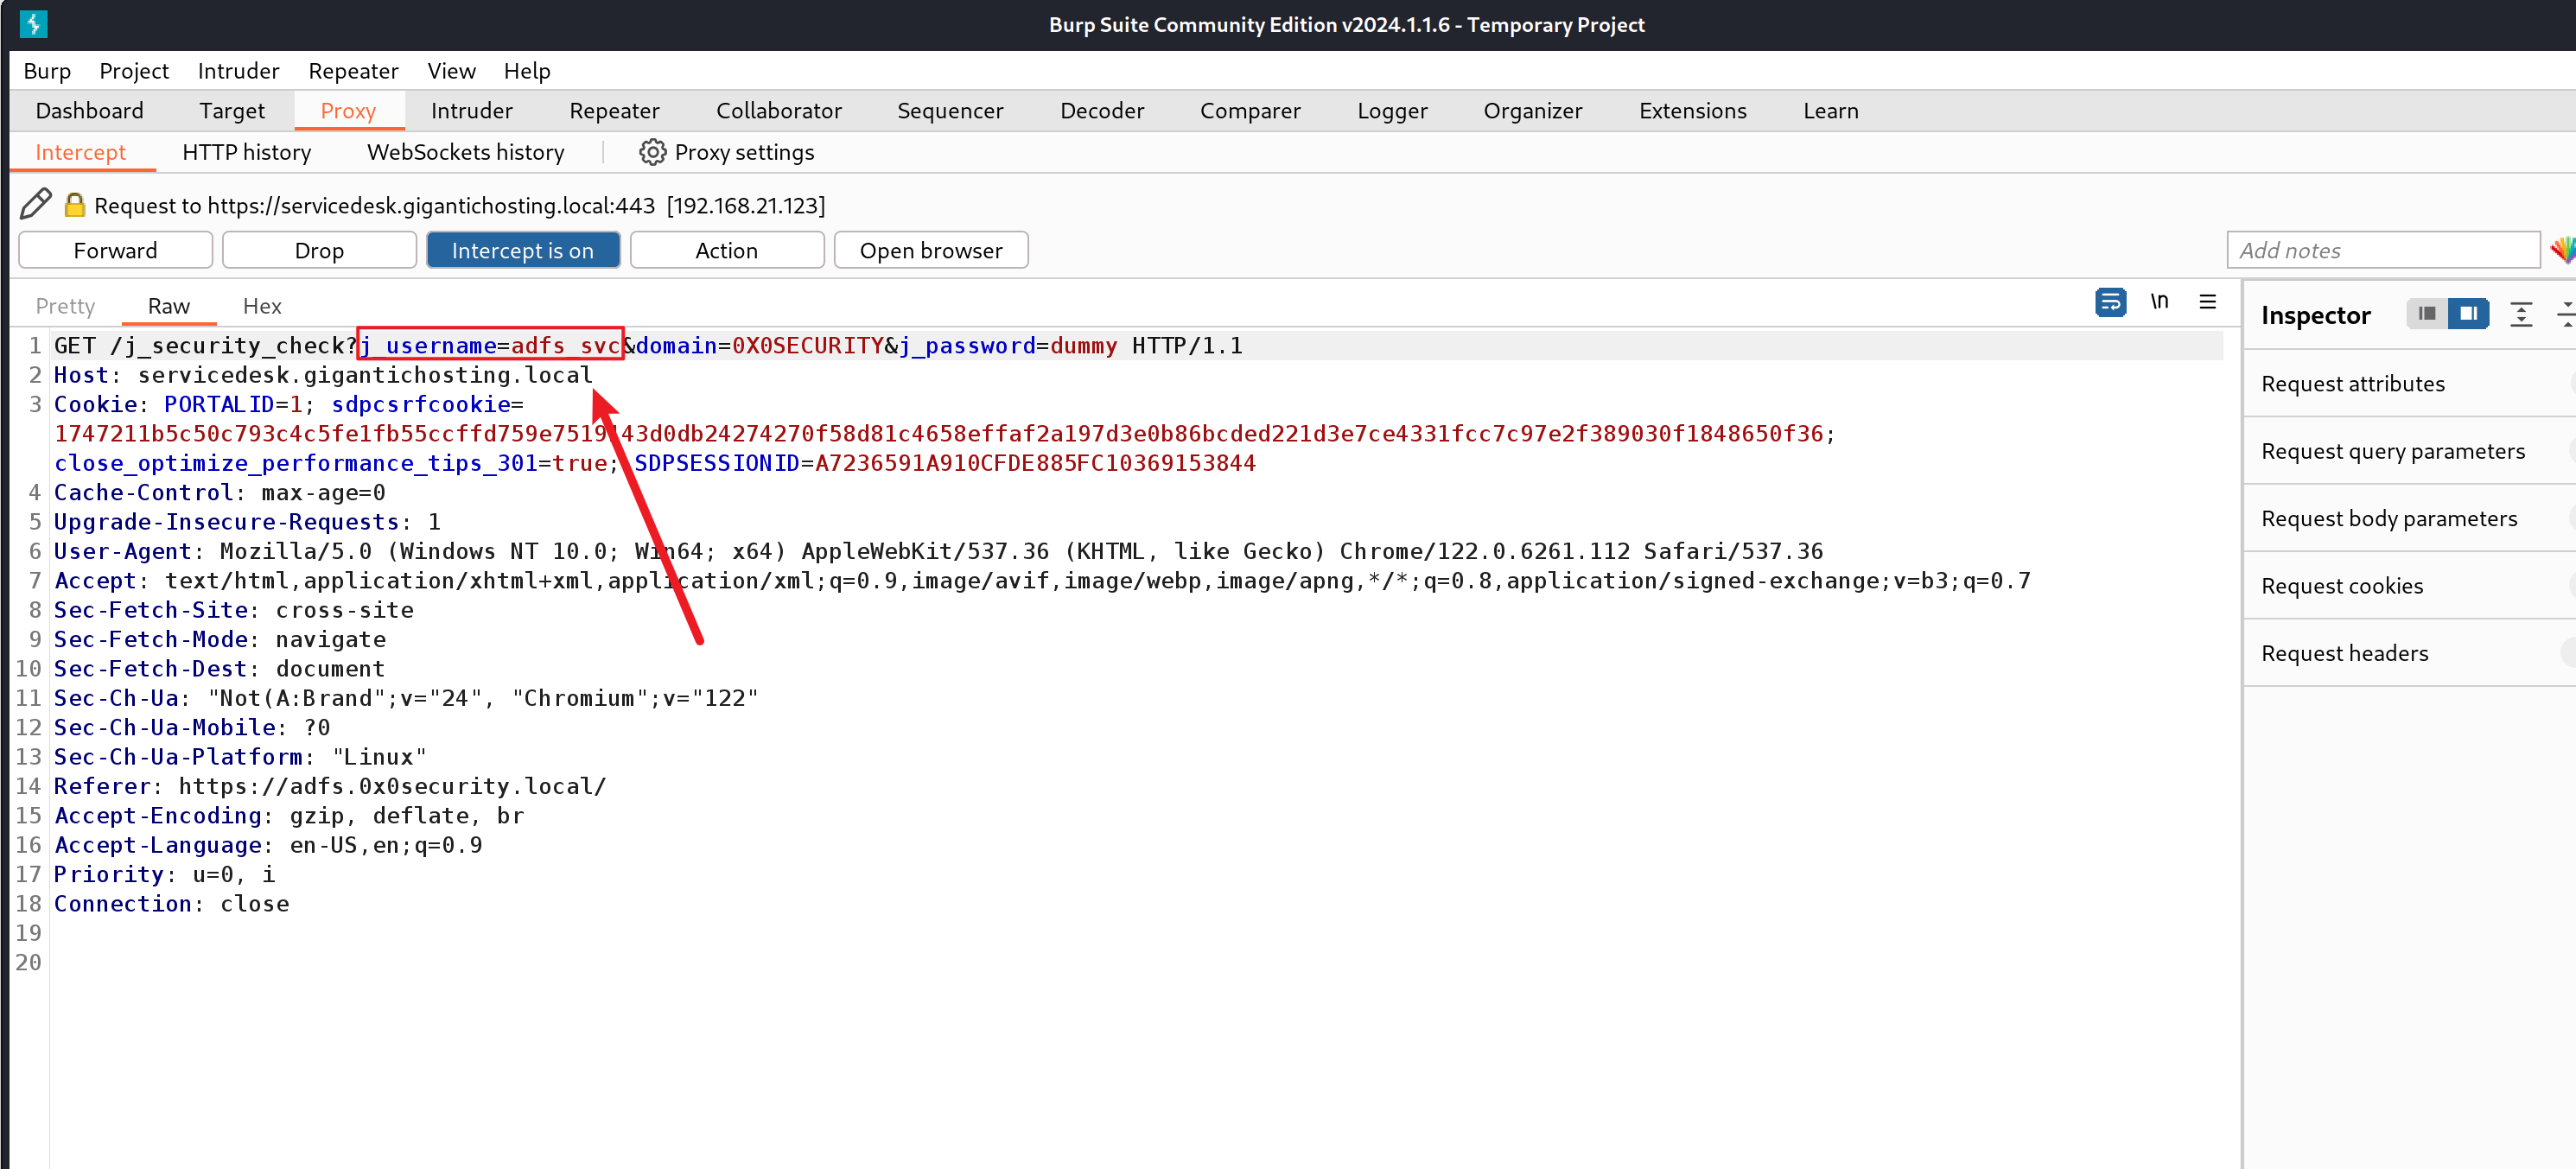 Burp Suite Community Edition v2024.1.1.6 - Temporary Project
Burp Project Intruder Repeater View Help
Dashboard Target Proxy Intruder Repeater Collaborator Sequencer Decoder Comparer Logger Organizer Extensions Learn
Intercept HTTP history WebSockets history Proxy settings
Request to https://servicedesk.gigantichosting.local:443 [192.168.21.123]
Forward Drop Intercept is on Action Open browser Add notes
Pretty Raw Hex \n
Inspector
1 GET /j_security_check?j_username=adfs_svc&domain=0X0SECURITY&j_password=dummy HTTP/1.1
2 Host: servicedesk.gigantichosting.local
3 Cookie: PORTALID=1; sdpcsrfcookie=
close_optimize_performance_tips_301=true; SDPSESSIONID=A7236591A910CFDE885FC10369153844
4 Cache-Control: max-age=0
5 Upgrade-Insecure-Requests: 1
6 User-Agent: Mozilla/5.0 (Windows NT 10.0; Win64; x64) AppleWebKit/537.36 (KHTML, like Gecko) Chrome/122.0.6261.112 Safari/537.36
7 Accept: text/html,application/xhtml+xml,application/xml;q=0.9,image/avif,image/webp,image/apng,*/*;q=0.8,application/signed-exchange;v=b3;q=0.7
8 Sec-Fetch-Site: cross-site
9 Sec-Fetch-Mode: navigate
10 Sec-Fetch-Dest: document
11 Sec-Ch-Ua: "Not(A:Brand";v="24", "Chromium";v="122"
12 Sec-Ch-Ua-Mobile: ?0
13 Sec-Ch-Ua-Platform: "Linux"
14 Referer: https://adfs.0x0security.local/
15 Accept-Encoding: gzip, deflate, br
16 Accept-Language: en-US,en;q=0.9
17 Priority: u=0, i
18 Connection: close
19
20
Request attributes
Request query parameters
Request body parameters
Request cookies
Request headers